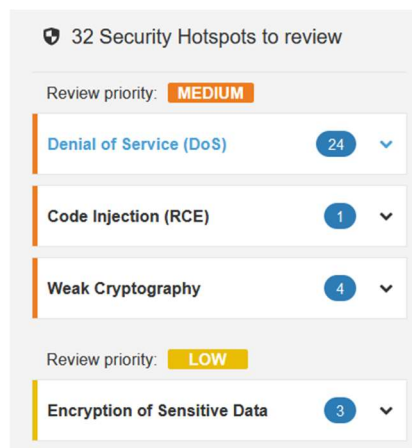 32 Security Hotspots to review
Review priority: MEDIUM
Denial of Service (DoS) 24
Code Injection (RCE) 1
Weak Cryptography 4
Review priority: LOW
Encryption of Sensitive Data 3